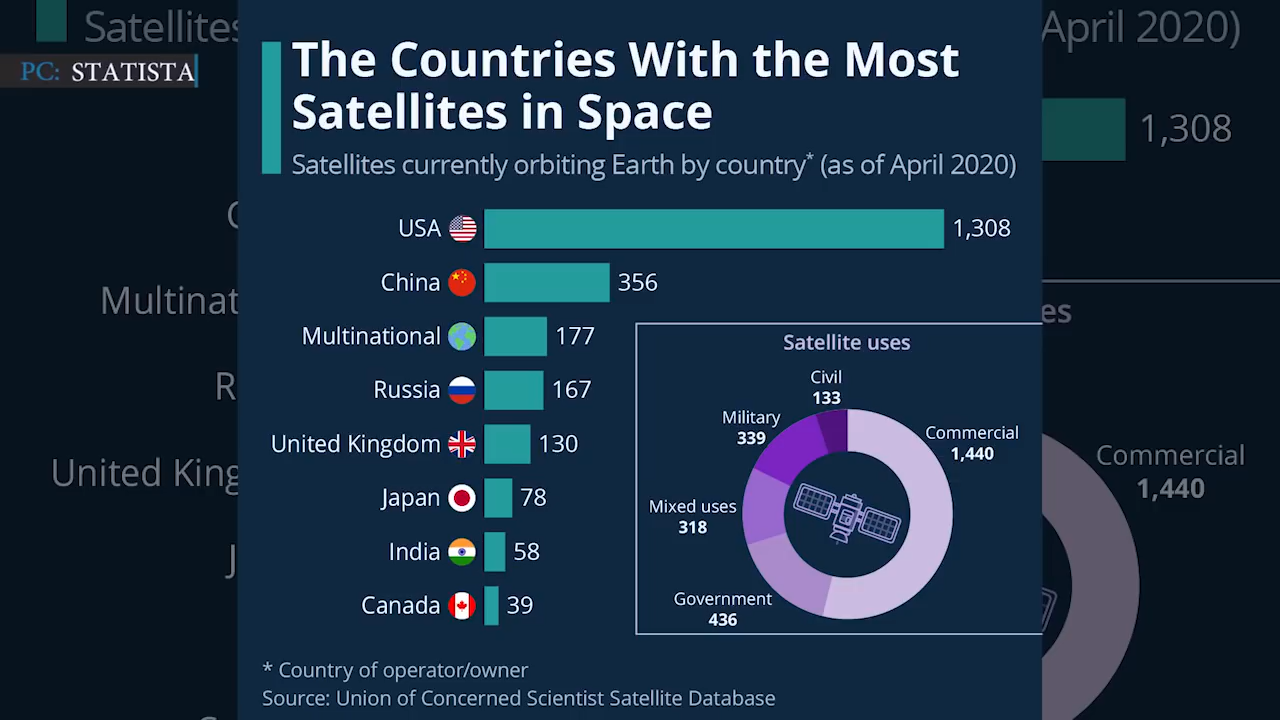 PC: STATISTA
The Countries With the Most
Satellites in Space
Satellites currently orbiting Earth by country* (as of April 2020)
USA 1,308
China 356
Multinational 177
Russia 167
United Kingdom 130
Japan 78
India 58
Canada 39
Satellite uses
Civil
133
Commercial
1,440
Military
339
Mixed uses
318
Government
436
* Country of operator/owner
Source: Union of Concerned Scientist Satellite Database
Satellites
April 2020)
1,308
Multinat
R
United King
J
es
Commercial
1,440